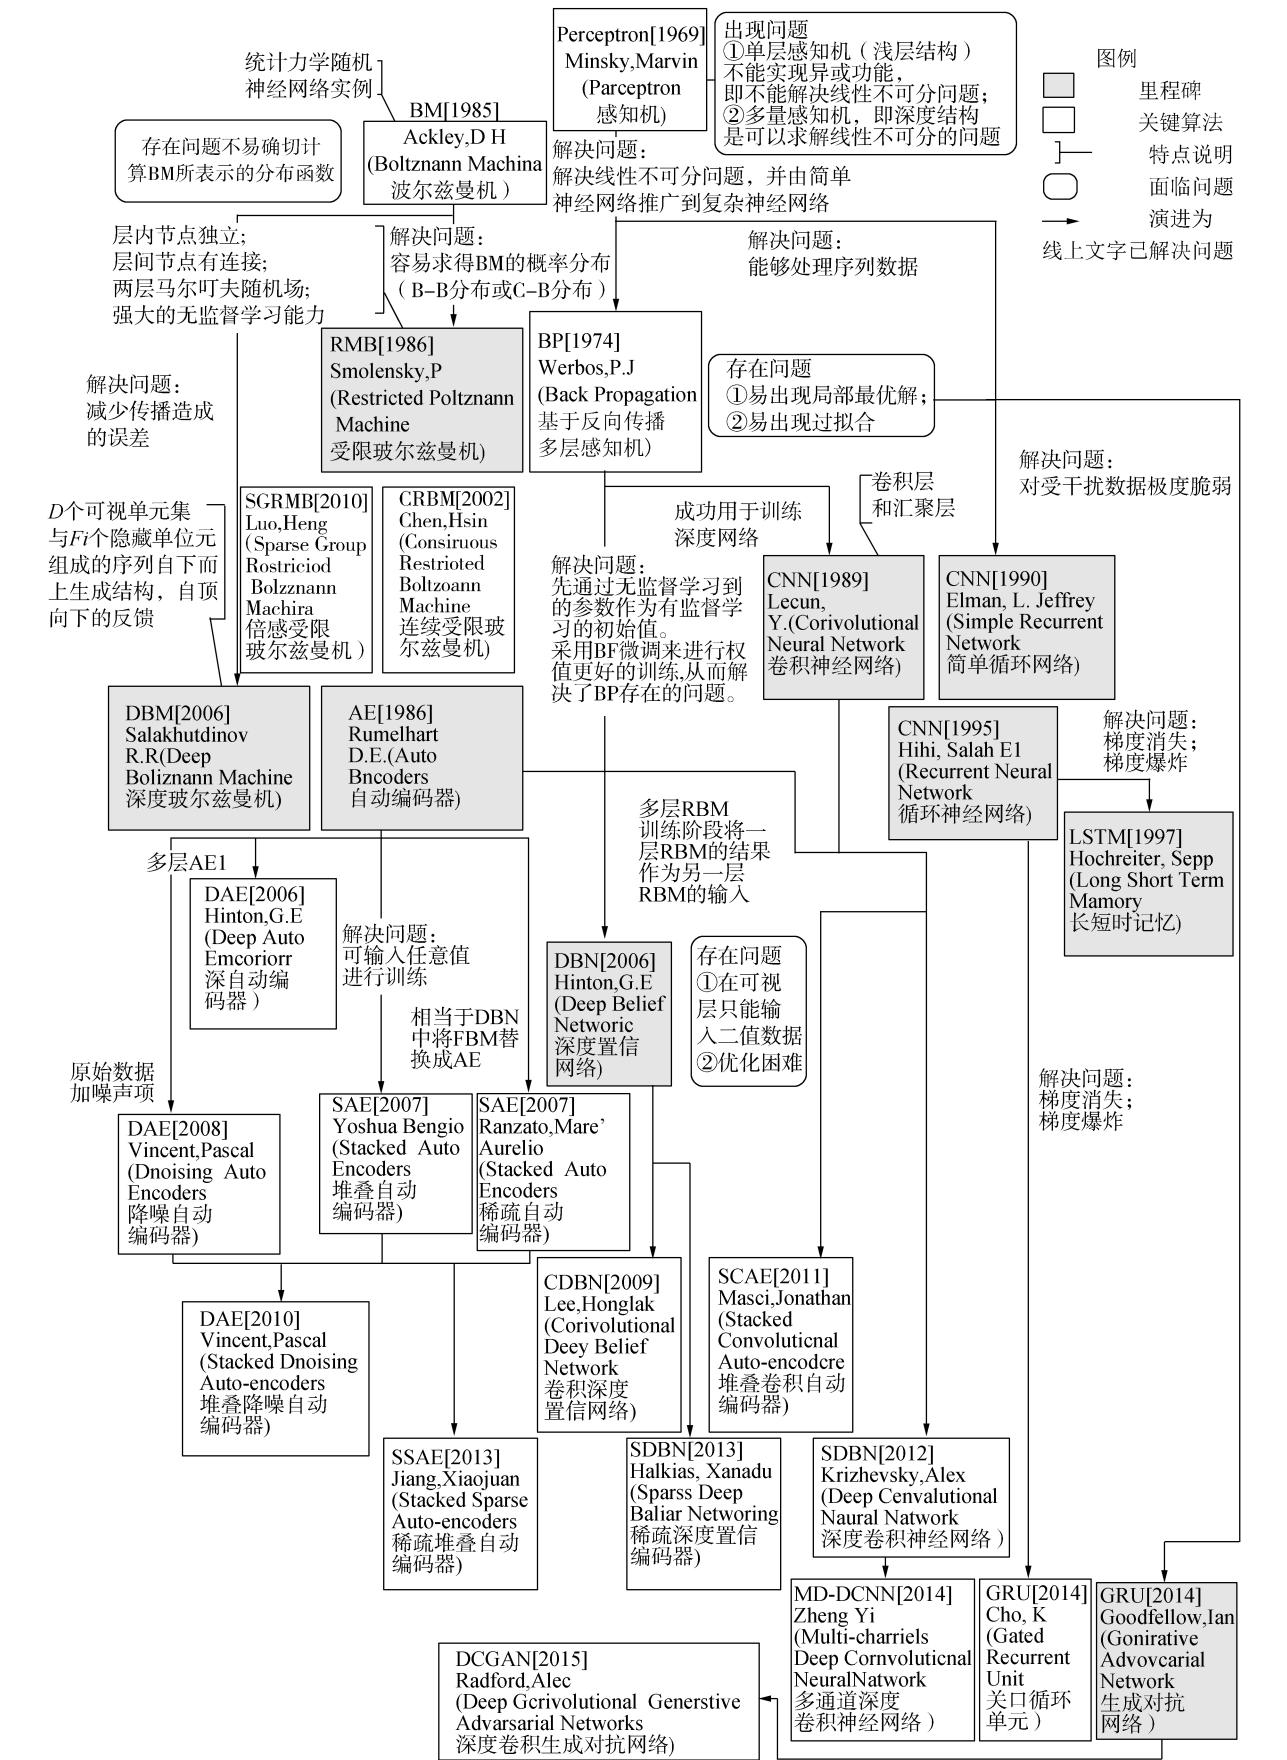 Perceptron[1969]
Minsky,Marvin
(Parceptron
感知机)
出现问题
①单层感知机（浅层结构）
不能实现异或功能，
即不能解决线性不可分问题；
②多量感知机，即深度结构
是可以求解线性不可分的问题
图例
里程碑
关键算法
特点说明
面临问题
演进为
线上文字已解决问题
统计力学随机
神经网络实例
BM[1985]
Ackley,D H
(Boltznann Machina
波尔兹曼机）
存在问题不易确切计
算BM所表示的分布函数
解决问题：
解决线性不可分问题，并由简单
神经网络推广到复杂神经网络
层内节点独立;
层间节点有连接;
两层马尔叮夫随机场;
强大的无监督学习能力
解决问题：
容易求得BM的概率分布
（B-B分布或C-B分布）
解决问题：
能够处理序列数据
RMB[1986]
Smolensky,P
(Restricted Poltznann
Machine
受限玻尔兹曼机)
BP[1974]
Werbos,P.J
(Back Propagation
基于反向传播
多层感知机)
存在问题
①易出现局部最优解；
②易出现过拟合
解决问题：
减少传播造成
的误差
解决问题：
对受干扰数据极度脆弱
D个可视单元集
与Fi个隐藏单位元
组成的序列自下而
上生成结构，自顶
向下的反馈
SGRMB[2010]
Luo,Heng
(Sparse Group
Rostriciod
Bolzznann
Machira
倍感受限
玻尔兹曼机）
CRBM[2002]
Chen,Hsin
(Consiruous
Restrioted
Boltzoann
Machine
连续受限玻
尔兹曼机)
成功用于训练
深度网络
卷积层
和汇聚层
解决问题：
先通过无监督学习到
的参数作为有监督学
习的初始值。
采用BF微调来进行权
值更好的训练,从而解
决了BP存在的问题。
CNN[1989]
Lecun,
Y.(Corivolutional
Neural Network
卷积神经网络)
CNN[1990]
Elman, L. Jeffrey
(Simple Recurrent
Network
简单循环网络)
DBM[2006]
Salakhutdinov
R.R(Deep
Boliznann Machine
深度玻尔兹曼机)
AE[1986]
Rumelhart
D.E.(Auto
Bncoders
自动编码器)
CNN[1995]
Hihi, Salah E1
(Recurrent Neural
Network
循环神经网络)
解决问题：
梯度消失；
梯度爆炸
LSTM[1997]
Hochreiter, Sepp
(Long Short Term
Mamory
长短时记忆)
多层RBM
训练阶段将一
层RBM的结果
作为另一层
RBM的输入
多层AE1
DAE[2006]
Hinton,G.E
(Deep Auto
Emcoriorr
深自动编
码器）
解决问题：
可输入任意值
进行训练
相当于DBN
中将FBM替
换成AE
DBN[2006]
Hinton,G.E
(Deep Belief
Networic
深度置信
网络)
存在问题
①在可视
层只能输
入二值数据
②优化困难
原始数据
加噪声项
解决问题：
梯度消失；
梯度爆炸
DAE[2008]
Vincent,Pascal
(Dnoising Auto
Encoders
降噪自动
编码器)
SAE[2007]
Yoshua Bengio
(Stacked Auto
Encoders
堆叠自动
编码器)
SAE[2007]
Ranzato,Mare’
Aurelio
(Stacked Auto
Encoders
稀疏自动
编码器)
CDBN[2009]
Lee,Honglak
(Corivolutional
Deey Belief
Network
卷积深度
置信网络)
SCAE[2011]
Masci,Jonathan
(Stacked
Convoluticnal
Auto-encodcre
堆叠卷积自动
编码器)
DAE[2010]
Vincent,Pascal
(Stacked Dnoising
Auto-encoders
堆叠降噪自动
编码器)
SSAE[2013]
Jiang,Xiaojuan
(Stacked Sparse
Auto-encoders
稀疏堆叠自动
编码器)
SDBN[2013]
Halkias, Xanadu
(Sparss Deep
Baliar Networing
稀疏深度置信
编码器)
SDBN[2012]
Krizhevsky,Alex
(Deep Cenvalutional
Naural Natwork
深度卷积神经网络）
MD-DCNN[2014]
Zheng Yi
(Multi-charriels
Deep Cornvoluticnal
NeuralNatwork
多通道深度
卷积神经网络）
GRU[2014]
Cho, K
(Gated
Recurrent
Unit
关口循环
单元）
GRU[2014]
Goodfellow,Ian
(Gonirative
Advovcarial
Network
生成对抗
网络）
DCGAN[2015]
Radford,Alec
(Deep Gcrivolutional Generstive
Advarsarial Networks
深度卷积生成对抗网络)